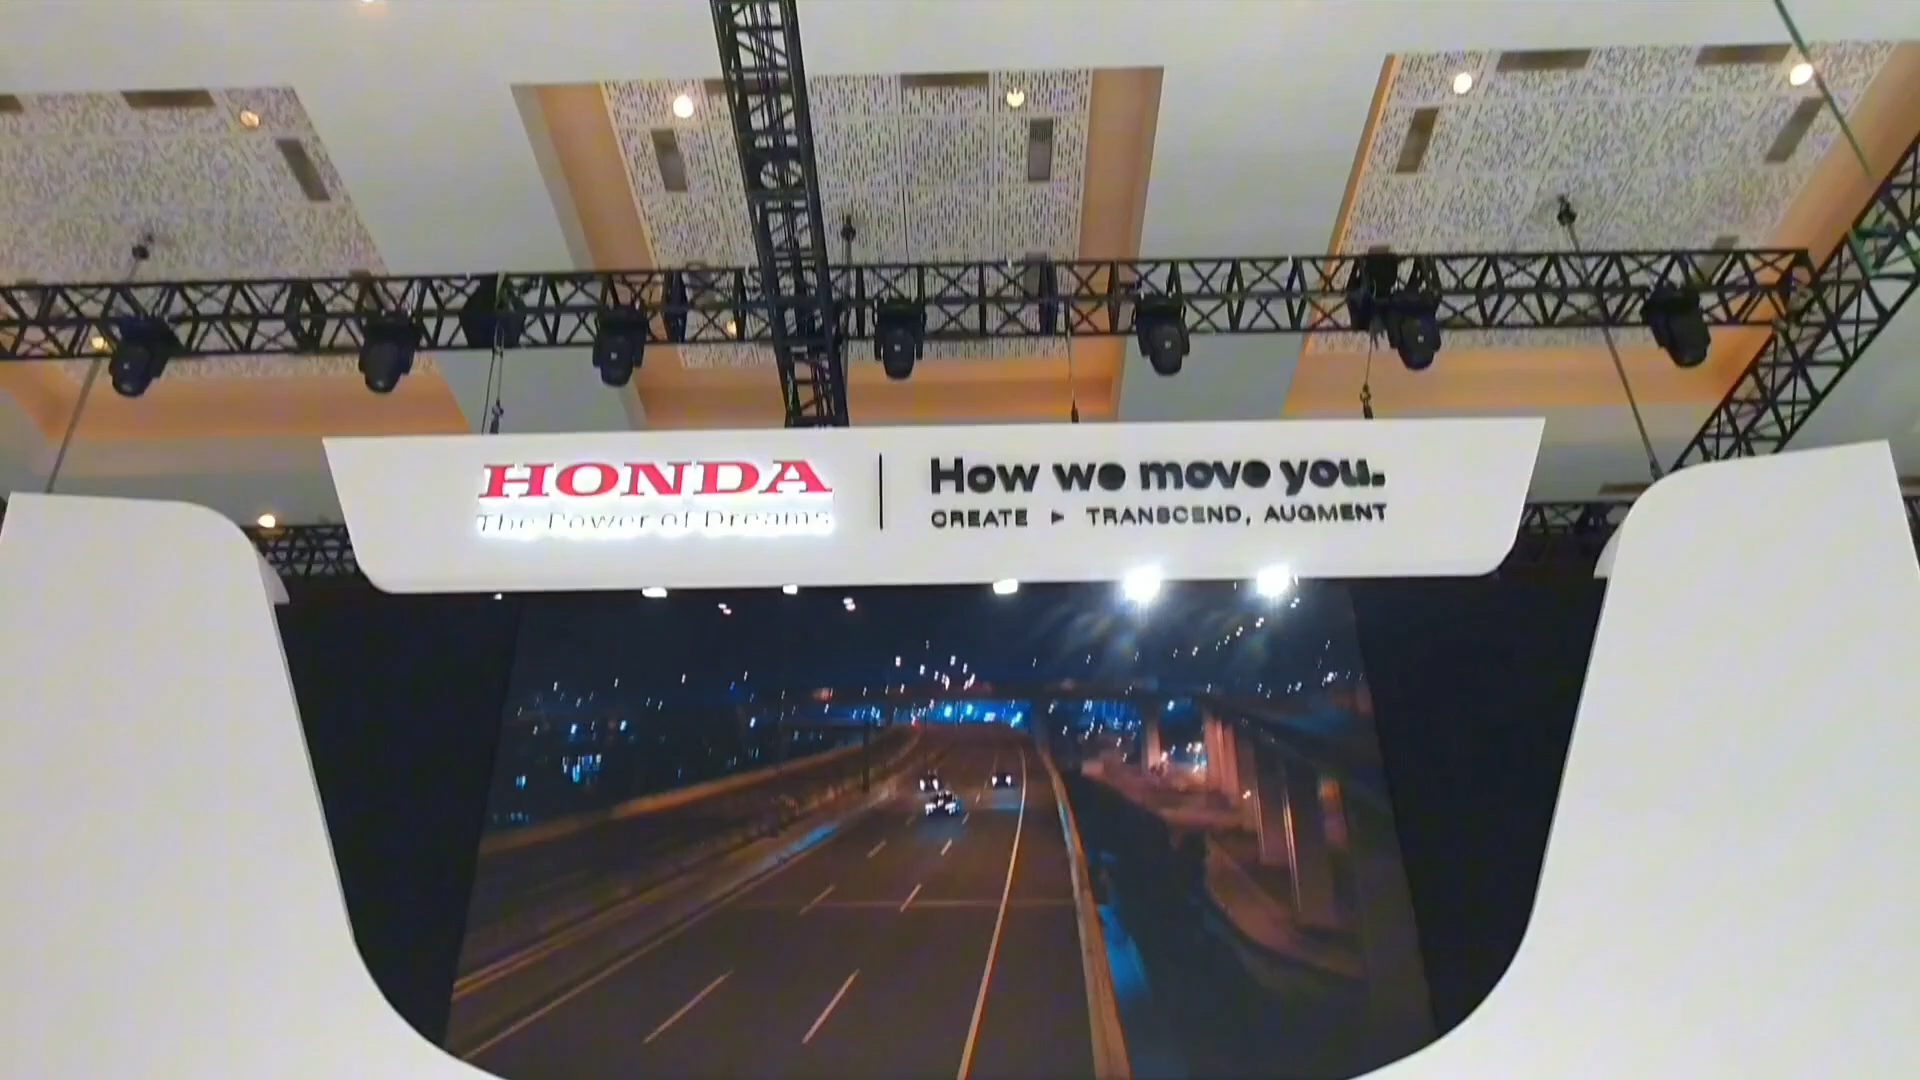 HONDA
The Power of Dreams
How we move you.
CREATE ▸ TRANSCEND, AUGMENT